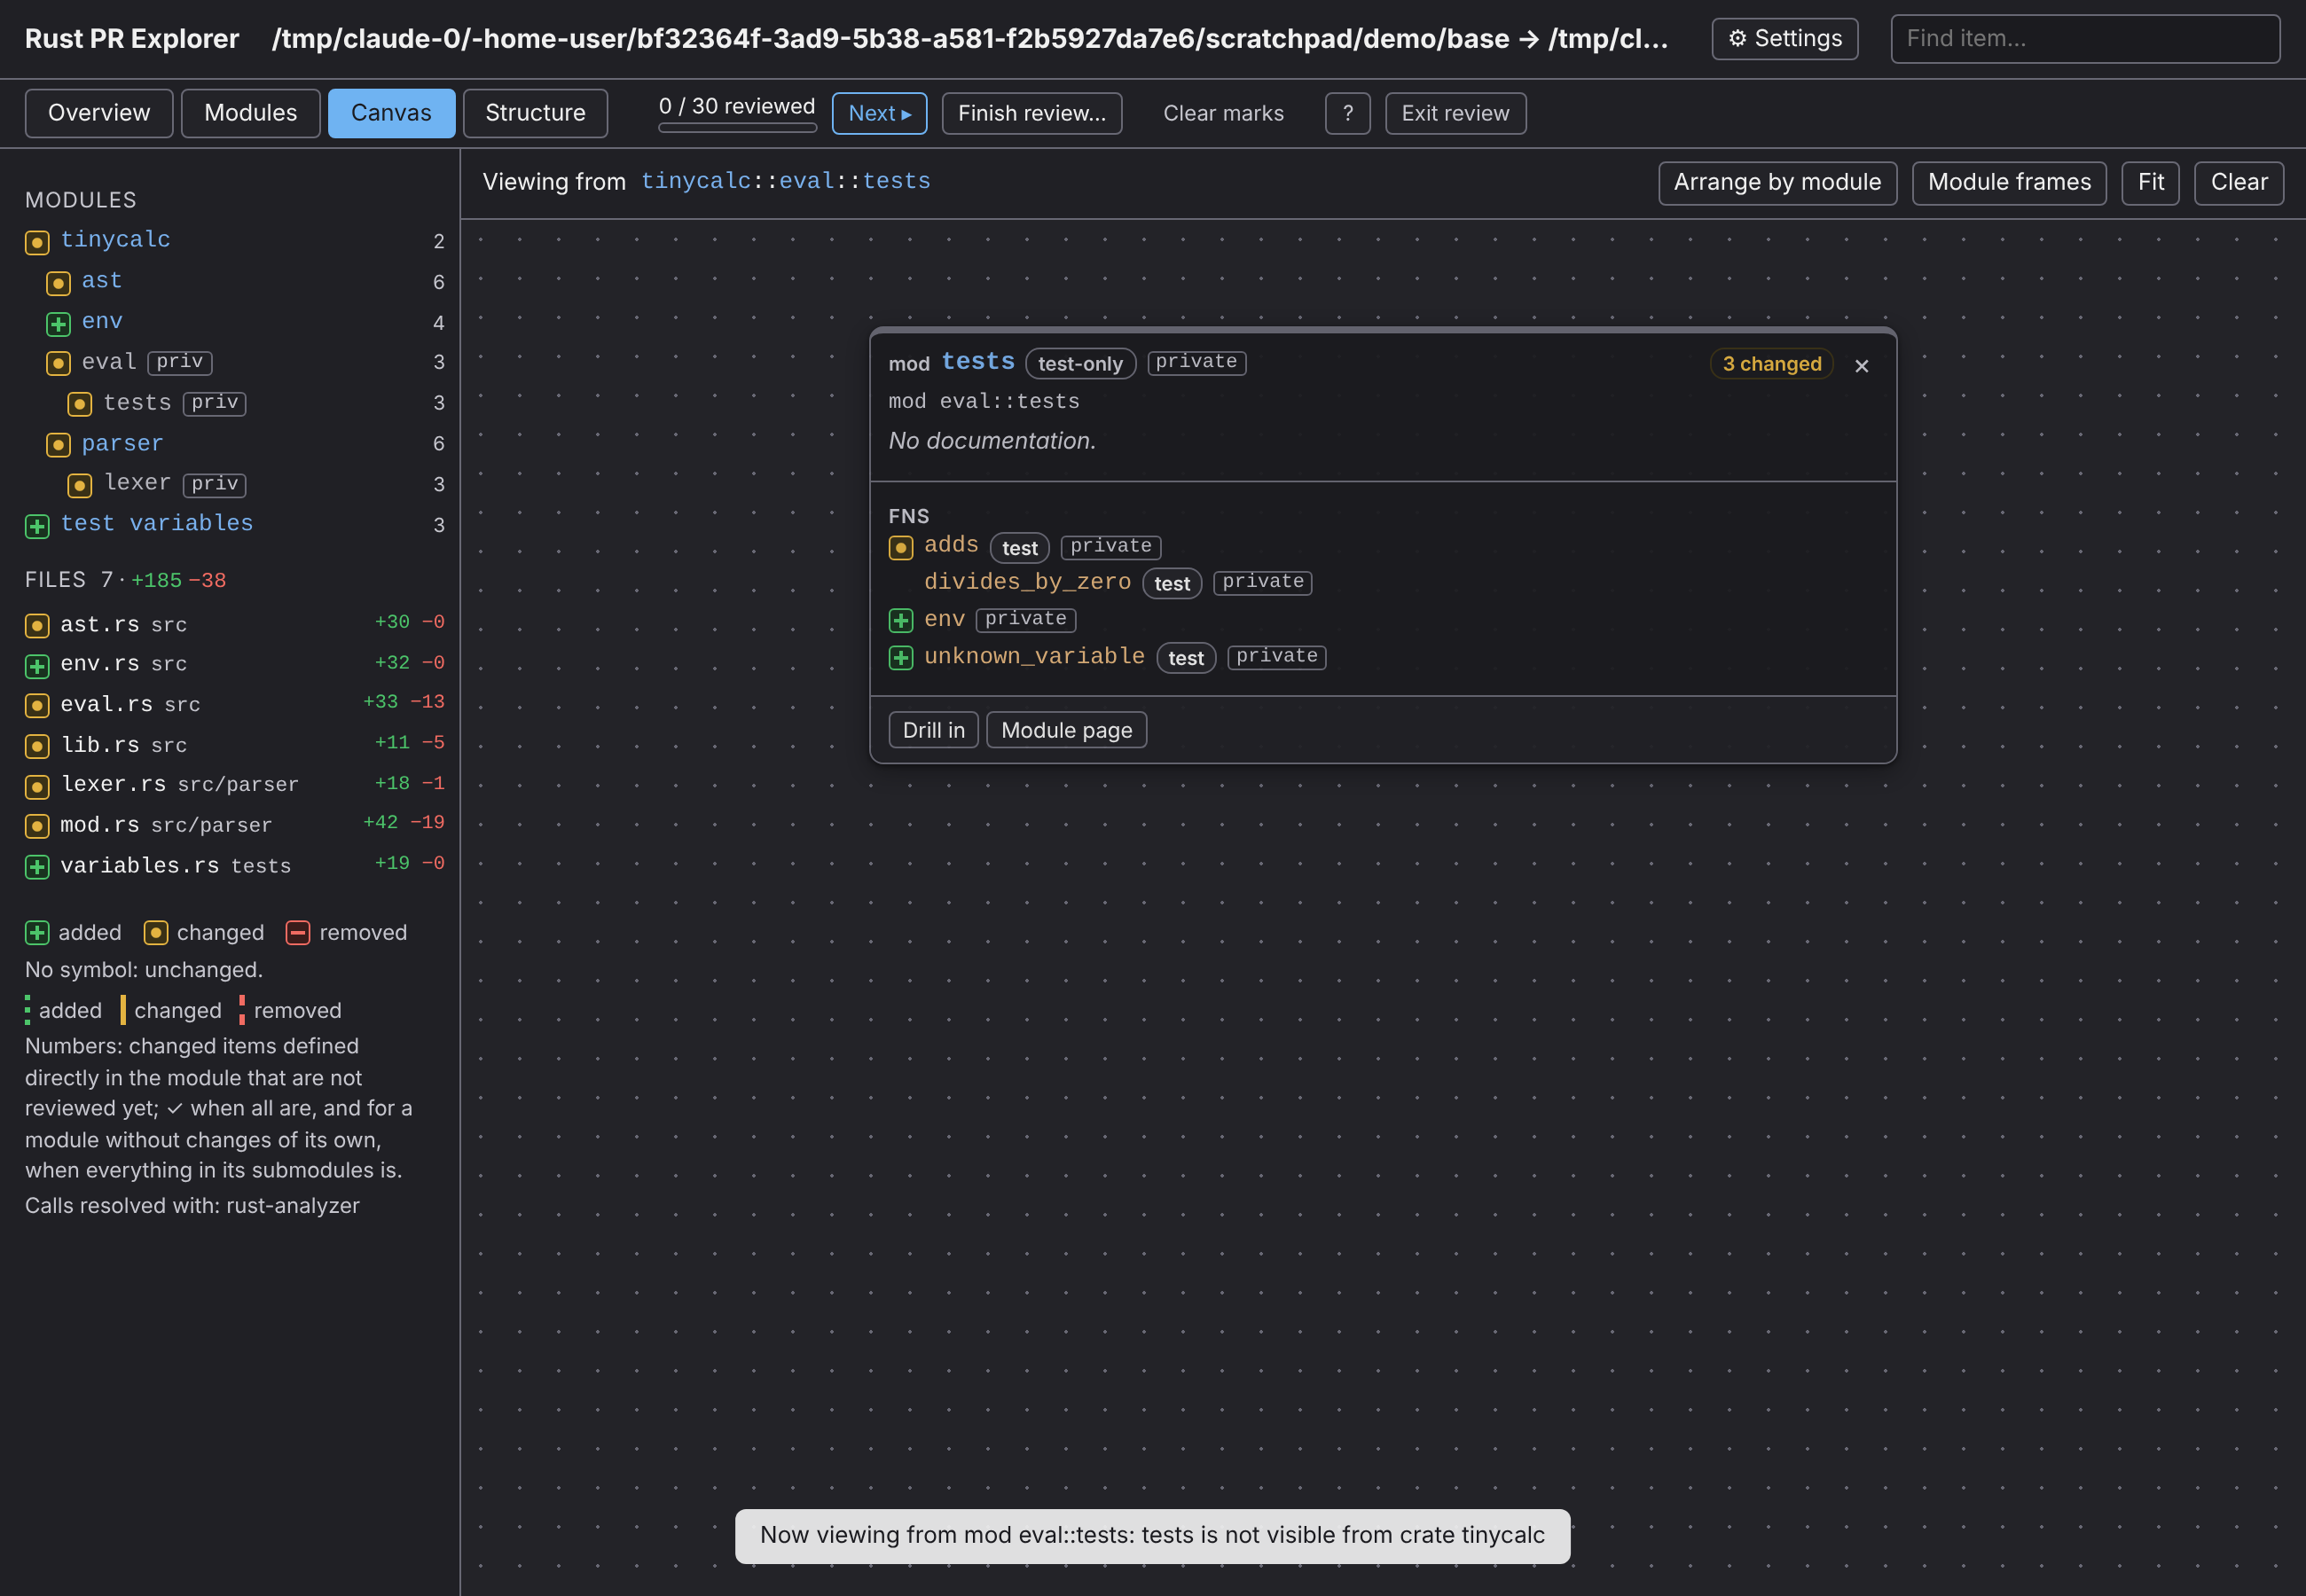 Rust PR Explorer /tmp/claude-0/-home-user/bf32364f-3ad9-5b38-a581-f2b5927da7e6/scratchpad/demo/base → /tmp/cl... ⚙ Settings Find item...
Overview Modules Canvas Structure 0 / 30 reviewed Next ▸ Finish review... Clear marks ? Exit review
MODULES
tinycalc 2
ast 6
env 4
eval priv 3
tests priv 3
parser 6
lexer priv 3
test variables 3
FILES 7 · +185 −38
ast.rs src +30 −0
env.rs src +32 −0
eval.rs src +33 −13
lib.rs src +11 −5
lexer.rs src/parser +18 −1
mod.rs src/parser +42 −19
variables.rs tests +19 −0
added changed removed
No symbol: unchanged.
added changed removed
Numbers: changed items defined
directly in the module that are not
reviewed yet; ✓ when all are, and for a
module without changes of its own,
when everything in its submodules is.
Calls resolved with: rust-analyzer
Viewing from tinycalc::eval::tests Arrange by module Module frames Fit Clear
mod tests test-only private 3 changed ×
mod eval::tests
No documentation.
FNS
adds test private
divides_by_zero test private
env private
unknown_variable test private
Drill in Module page
Now viewing from mod eval::tests: tests is not visible from crate tinycalc